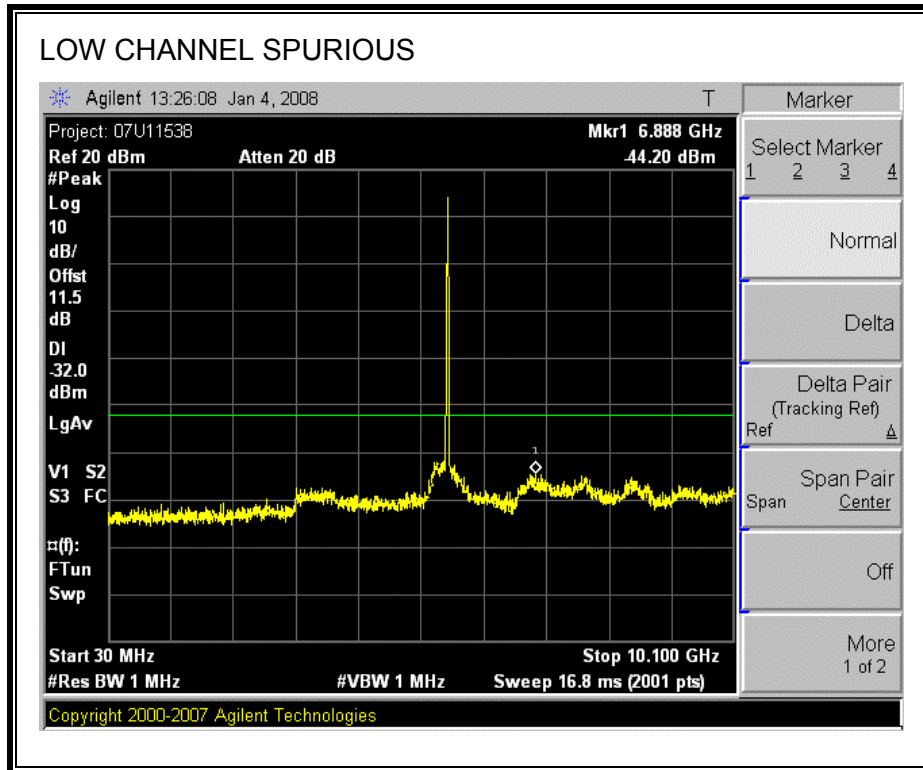 LOW CHANNEL SPURIOUS
Agilent 13:26:08 Jan 4, 2008 T
Project: 07U11538 Mkr1 6.888 GHz
Ref 20 dBm Atten 20 dB -44.20 dBm
#Peak
Log
10
dB/
Offst
11.5
dB
DI
-32.0
dBm
LgAv
V1 S2
S3 FC
¤(f):
FTun
Swp
1
Start 30 MHz Stop 10.100 GHz
#Res BW 1 MHz #VBW 1 MHz Sweep 16.8 ms (2001 pts)
Marker
Select Marker
1 2 3 4
Normal
Delta
Delta Pair
(Tracking Ref)
Ref Δ
Span Pair
Span Center
Off
More
1 of 2
Copyright 2000-2007 Agilent Technologies